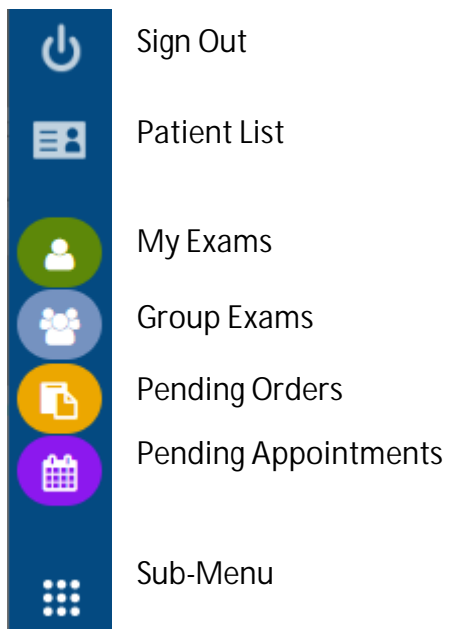 Sign Out
Patient List
My Exams
Group Exams
Pending Orders
Pending Appointments
Sub-Menu